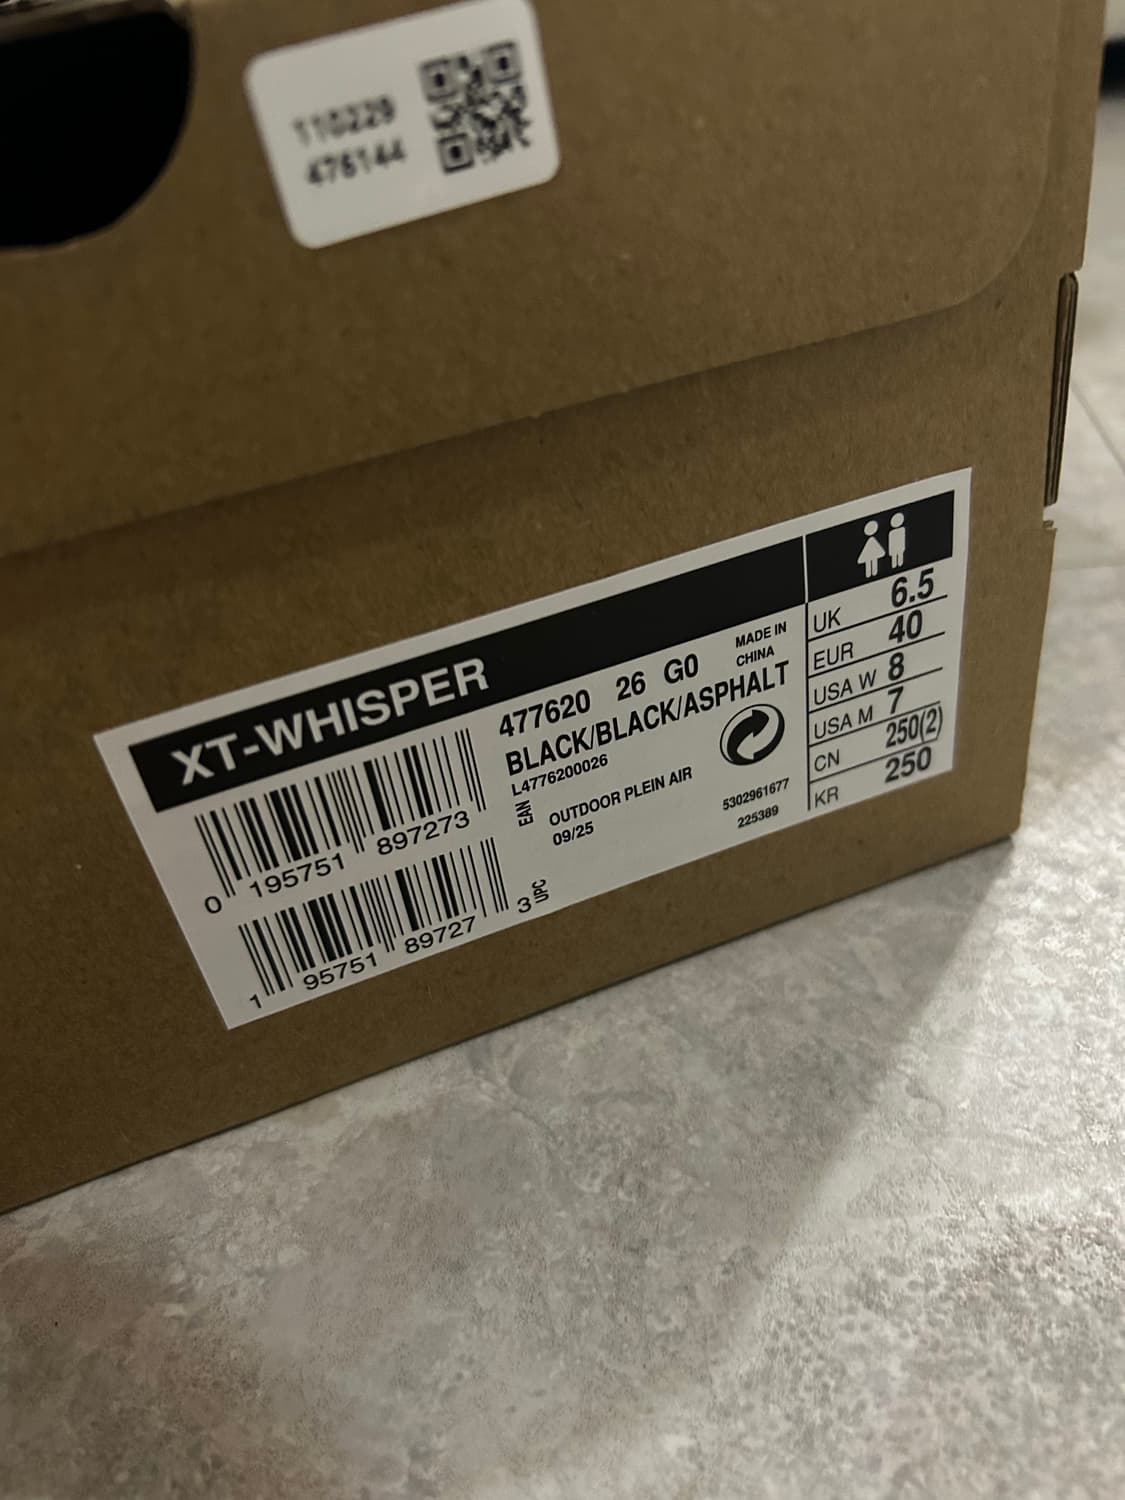 110229
476144
XT-WHISPER
477620 26 G0
MADE IN
CHINA
BLACK/BLACK/ASPHALT
L4776200026
EAN
OUTDOOR PLEIN AIR
09/25
5302961677
225389
0 195751 897273
1 95751 89727 3
UPC
UK 6.5
EUR 40
USA W 8
USA M 7
CN 250(2)
KR 250